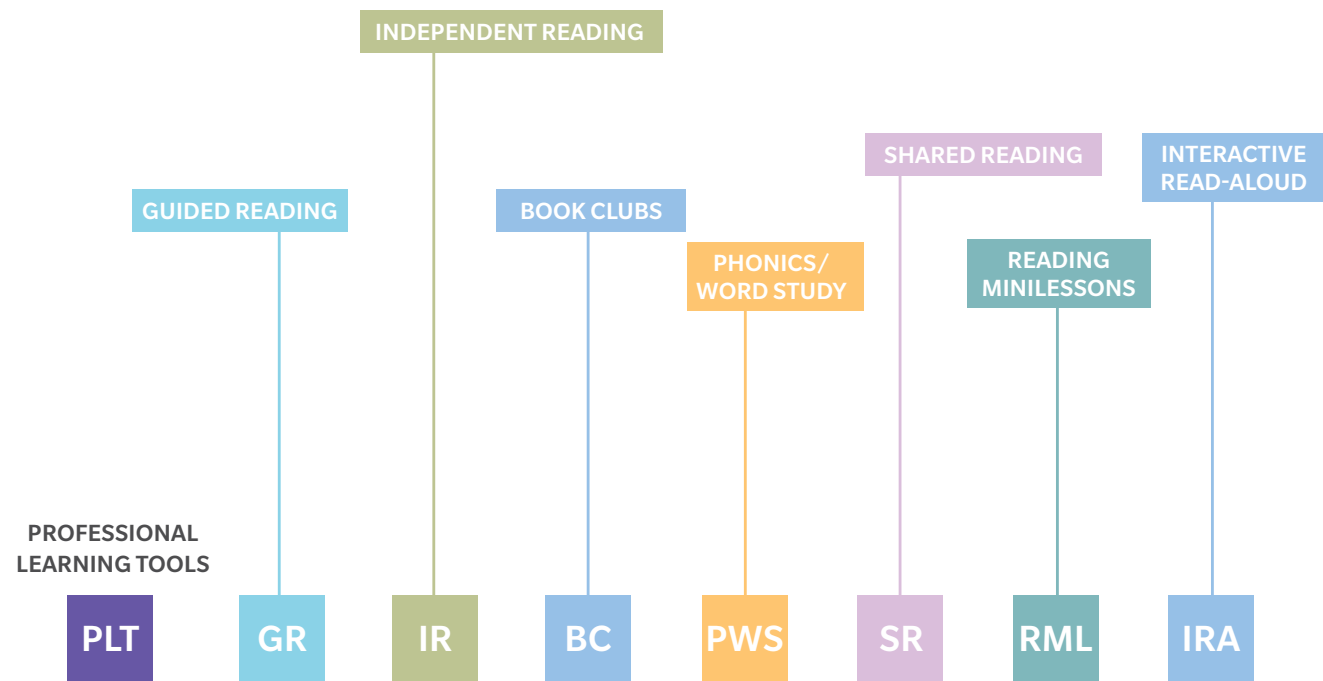 INDEPENDENT READING
SHARED READING
INTERACTIVE
READ-ALOUD
GUIDED READING
BOOK CLUBS
PHONICS/
WORD STUDY
READING
MINILESSONS
PROFESSIONAL
LEARNING TOOLS
PLT
GR
IR
BC
PWS
SR
RML
IRA